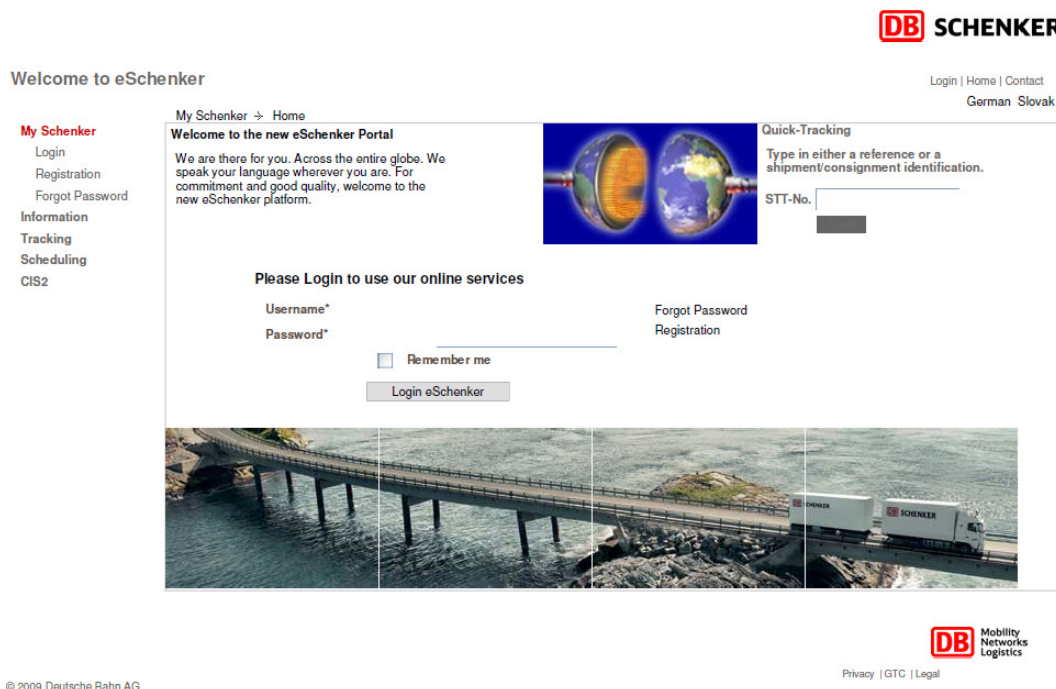 DB SCHENKER
Welcome to eSchenker
Login | Home | Contact
German Slovak
My Schenker → Home
My Schenker
Login
Registration
Forgot Password
Information
Tracking
Scheduling
CIS2
Welcome to the new eSchenker Portal
We are there for you. Across the entire globe. We
speak your language wherever you are. For
commitment and good quality, welcome to the
new eSchenker platform.
Quick-Tracking
Type in either a reference or a
shipment/consignment identification.
STT-No.
Please Login to use our online services
Username*
Password*
Forgot Password
Registration
Remember me
Login eSchenker
SCHENKER
DB SCHENKER
DB Mobility
Networks
Logistics
Privacy | GTC | Legal
© 2009 Deutsche Bahn AG